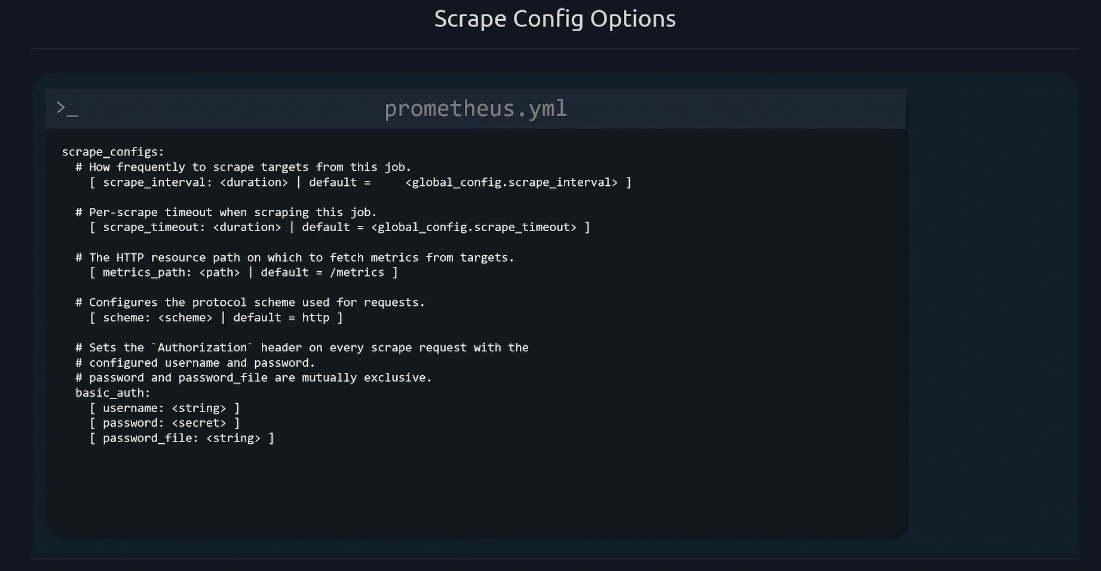 Scrape Config Options
>_ prometheus.yml
scrape_configs:
# How frequently to scrape targets from this job.
[ scrape_interval: <duration> | default = <global_config.scrape_interval> ]
# Per-scrape timeout when scraping this job.
[ scrape_timeout: <duration> | default = <global_config.scrape_timeout> ]
# The HTTP resource path on which to fetch metrics from targets.
[ metrics_path: <path> | default = /metrics ]
# Configures the protocol scheme used for requests.
[ scheme: <scheme> | default = http ]
# Sets the `Authorization` header on every scrape request with the
# configured username and password.
# password and password_file are mutually exclusive.
basic_auth:
[ username: <string> ]
[ password: <secret> ]
[ password_file: <string> ]